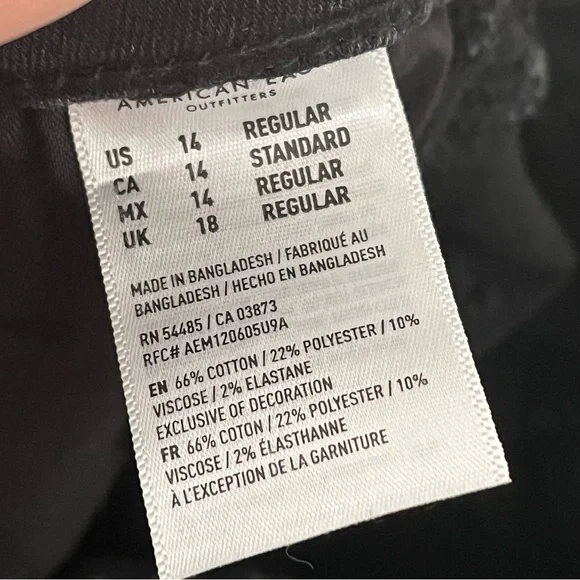 AMERICAN EAG
OUTFITTERS
US 14 REGULAR
CA 14 STANDARD
MX 14 REGULAR
UK 18 REGULAR
MADE IN BANGLADESH / FABRIQUÉ AU
BANGLADESH / HECHO EN BANGLADESH
RN 54485 / CA 03873
RFC# AEM120605U9A
EN 66% COTTON / 22% POLYESTER / 10%
VISCOSE / 2% ELASTANE
EXCLUSIVE OF DECORATION
FR 66% COTON / 22% POLYESTER / 10%
VISCOSE / 2% ÉLASTHANNE
À L'EXCEPTION DE LA GARNITURE